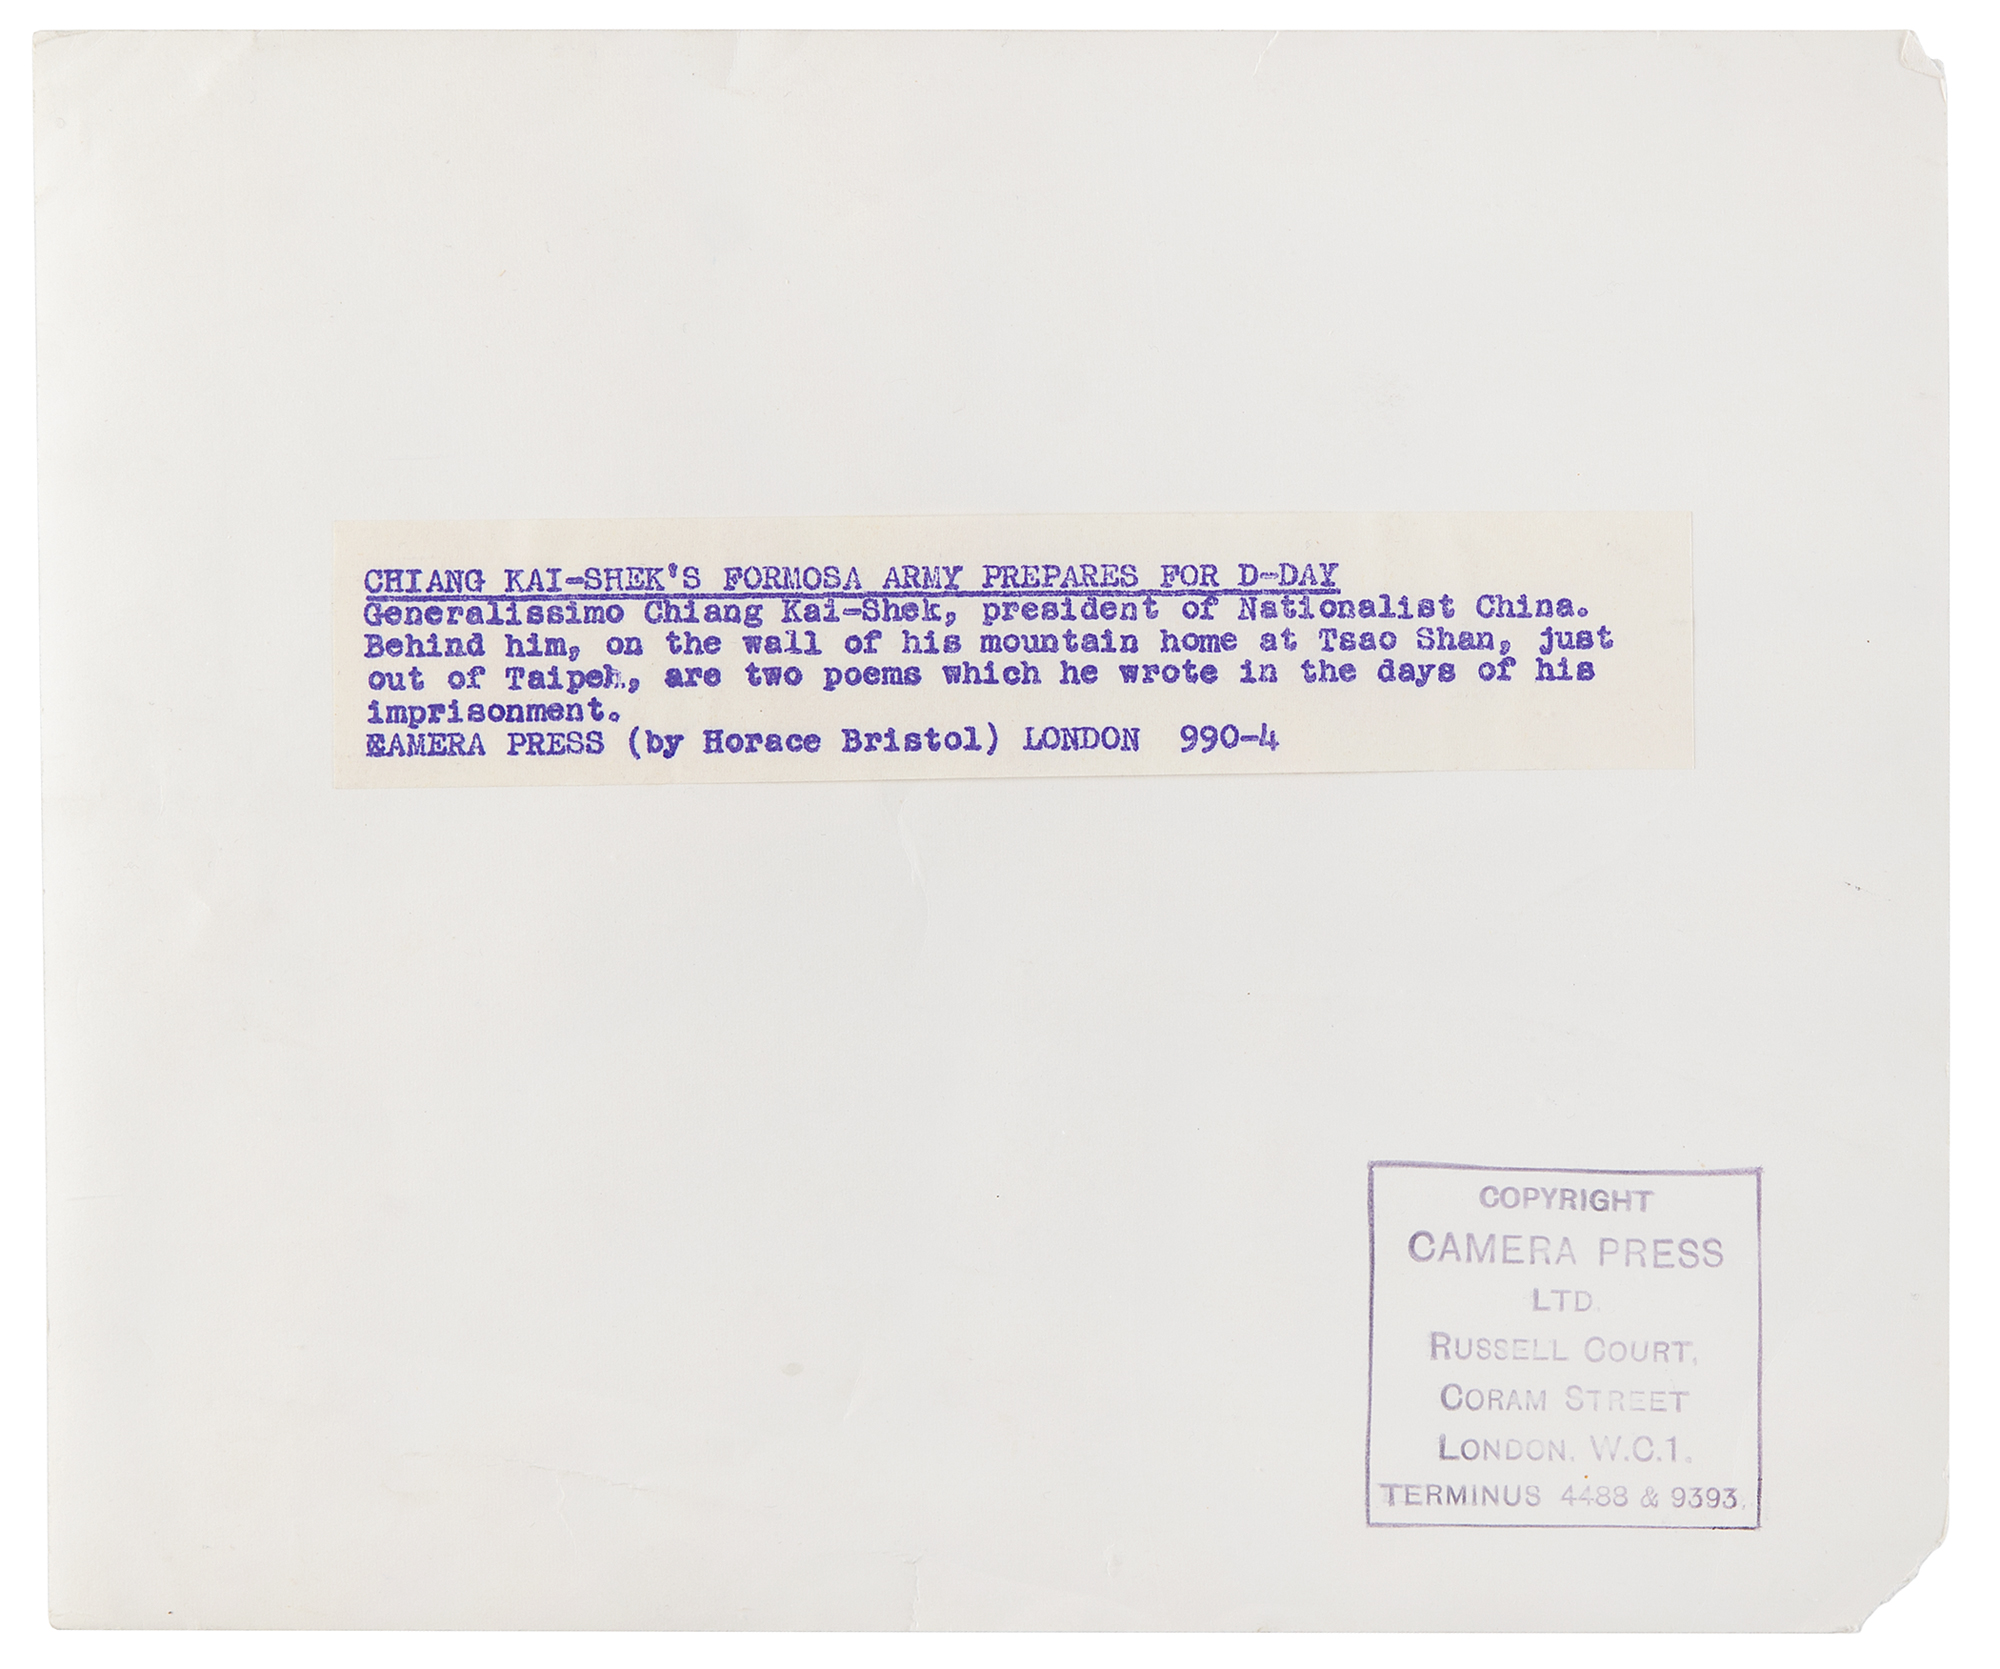 CHIANG KAI-SHEK'S FORMOSA ARMY PREPARES FOR D-DAY
Generalissimo Chiang Kai-Shek, president of Nationalist China.
Behind him, on the wall of his mountain home at Tsao Shan, just
out of Taipeh, are two poems which he wrote in the days of his
imprisonment.
CAMERA PRESS (by Horace Bristol) LONDON 990-4
COPYRIGHT
CAMERA PRESS
LTD.
RUSSELL COURT,
CORAM STREET
LONDON. W.C.1.
TERMINUS 4488 & 9393.